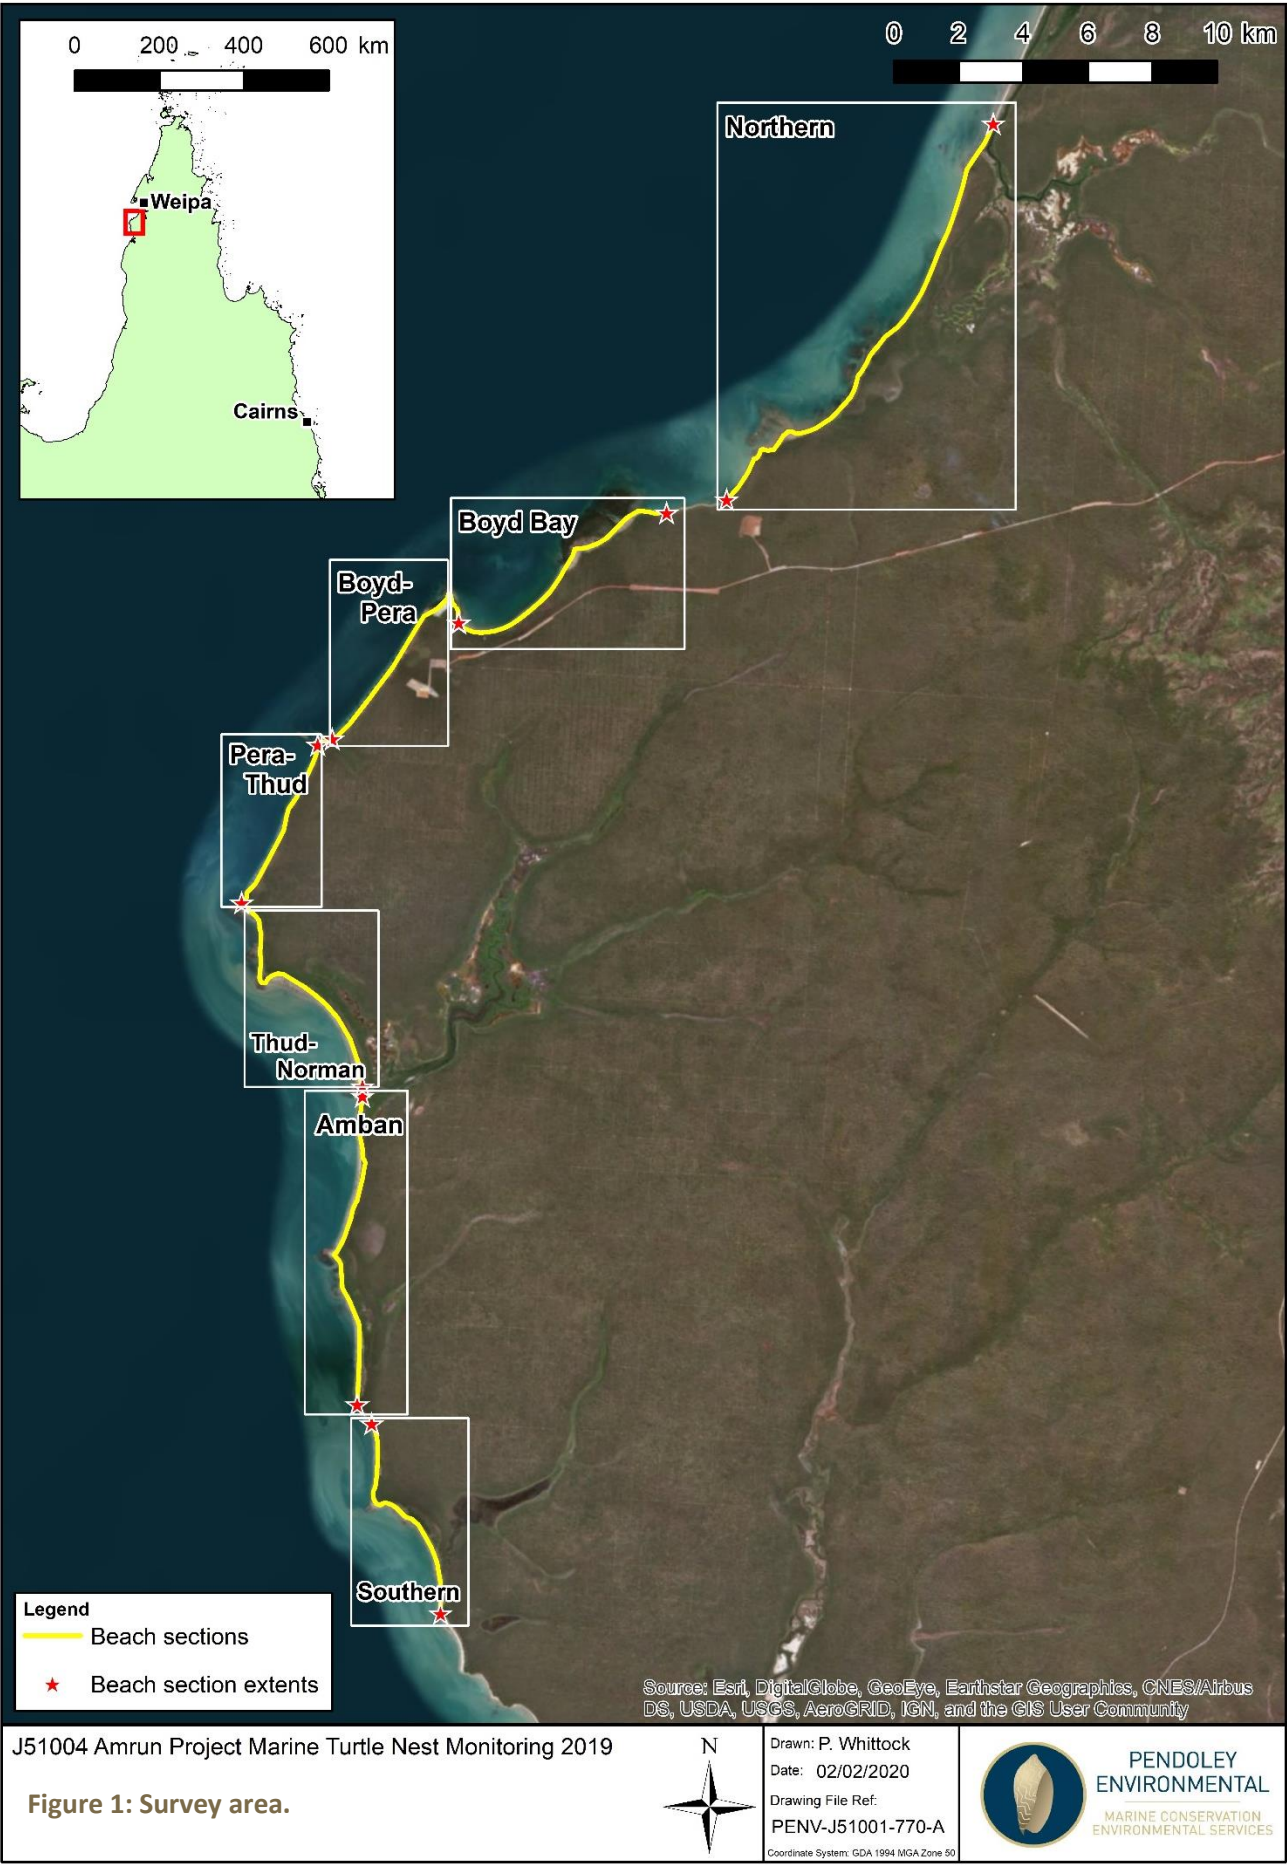 0 200 400 600 km
Weipa
Cairns
0 2 4 6 8 10 km
Northern
Boyd Bay
Boyd-
Pera
Pera-
Thud
Thud-
Norman
Amban
Southern
Legend
Beach sections
Beach section extents
Source: Esri, DigitalGlobe, GeoEye, Earthstar Geographics, CNES/Airbus
DS, USDA, USGS, AeroGRID, IGN, and the GIS User Community
J51004 Amrun Project Marine Turtle Nest Monitoring 2019
Figure 1: Survey area.
N
Drawn: P. Whittock
Date: 02/02/2020
Drawing File Ref:
PENV-J51001-770-A
Coordinate System: GDA 1994 MGA Zone 50
PENDOLEY
ENVIRONMENTAL
MARINE CONSERVATION
ENVIRONMENTAL SERVICES